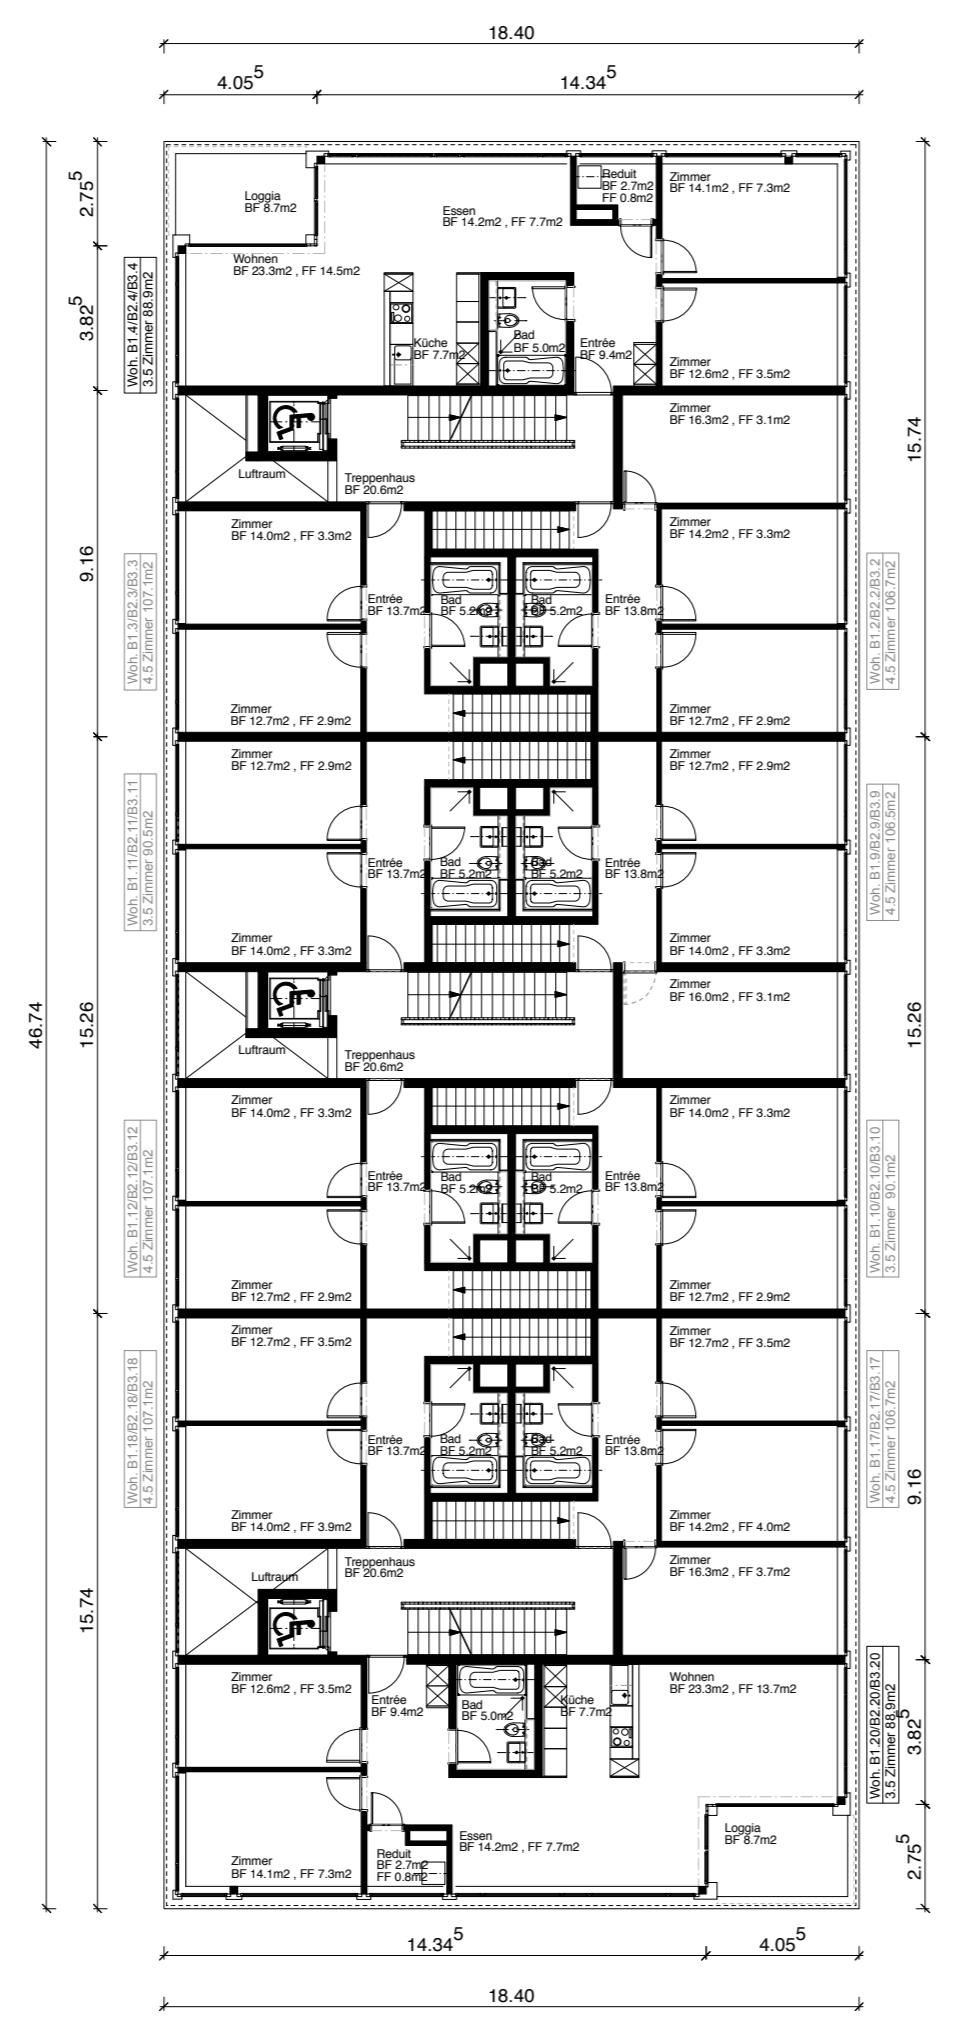 18.40
4.05⁵
14.34⁵
2.75⁵
3.82⁵
9.16
15.26
15.74
46.74
Woh. B1.4/B2.4/B3.4
3.5 Zimmer 88.9m2
Woh. B1.3/B2.3/B3.3
4.5 Zimmer 107.1m2
Woh. B1.11/B2.11/B3.11
3.5 Zimmer 90.5m2
Woh. B1.12/B2.12/B3.12
4.5 Zimmer 107.1m2
Woh. B1.18/B2.18/B3.18
4.5 Zimmer 107.1m2
Loggia
BF 8.7m2
Essen
BF 14.2m2 , FF 7.7m2
Reduit
BF 2.7m2
FF 0.8m2
Zimmer
BF 14.1m2 , FF 7.3m2
Wohnen
BF 23.3m2 , FF 14.5m2
Küche
BF 7.7m2
Bad
BF 5.0m2
Entrée
BF 9.4m2
Zimmer
BF 12.6m2 , FF 3.5m2
Zimmer
BF 16.3m2 , FF 3.1m2
Luftraum
Treppenhaus
BF 20.6m2
Zimmer
BF 14.0m2 , FF 3.3m2
Zimmer
BF 14.2m2 , FF 3.3m2
Entrée
BF 13.7m2
Bad
BF 5.2m2
Bad
BF 5.2m2
Entrée
BF 13.8m2
Zimmer
BF 12.7m2 , FF 2.9m2
Zimmer
BF 12.7m2 , FF 2.9m2
Zimmer
BF 12.7m2 , FF 2.9m2
Zimmer
BF 12.7m2 , FF 2.9m2
Entrée
BF 13.7m2
Bad
BF 5.2m2
Bad
BF 5.2m2
Entrée
BF 13.8m2
Zimmer
BF 14.0m2 , FF 3.3m2
Zimmer
BF 14.0m2 , FF 3.3m2
Zimmer
BF 16.0m2 , FF 3.1m2
Luftraum
Treppenhaus
BF 20.6m2
Zimmer
BF 14.0m2 , FF 3.3m2
Zimmer
BF 14.0m2 , FF 3.3m2
Entrée
BF 13.7m2
Bad
BF 5.2m2
Bad
BF 5.2m2
Entrée
BF 13.8m2
Zimmer
BF 12.7m2 , FF 2.9m2
Zimmer
BF 12.7m2 , FF 2.9m2
Zimmer
BF 12.7m2 , FF 3.5m2
Zimmer
BF 12.7m2 , FF 3.5m2
Entrée
BF 13.7m2
Bad
BF 5.2m2
Bad
BF 5.2m2
Entrée
BF 13.8m2
Zimmer
BF 14.0m2 , FF 3.9m2
Zimmer
BF 14.2m2 , FF 4.0m2
Treppenhaus
BF 20.6m2
Luftraum
Zimmer
BF 16.3m2 , FF 3.7m2
Zimmer
BF 12.6m2 , FF 3.5m2
Entrée
BF 9.4m2
Bad
BF 5.0m2
Küche
BF 7.7m2
Wohnen
BF 23.3m2 , FF 13.7m2
Essen
BF 14.2m2 , FF 7.7m2
Loggia
BF 8.7m2
Reduit
BF 2.7m2
FF 0.8m2
Zimmer
BF 14.1m2 , FF 7.3m2
15.74
Woh. B1.2/B2.2/B3.2
4.5 Zimmer 106.7m2
Woh. B1.9/B2.9/B3.9
4.5 Zimmer 106.5m2
15.26
Woh. B1.10/B2.10/B3.10
3.5 Zimmer 90.1m2
Woh. B1.17/B2.17/B3.17
4.5 Zimmer 106.7m2
9.16
Woh. B1.20/B2.20/B3.20
3.5 Zimmer 88.9m2
3.82⁵
2.75⁵
14.34⁵
4.05⁵
18.40